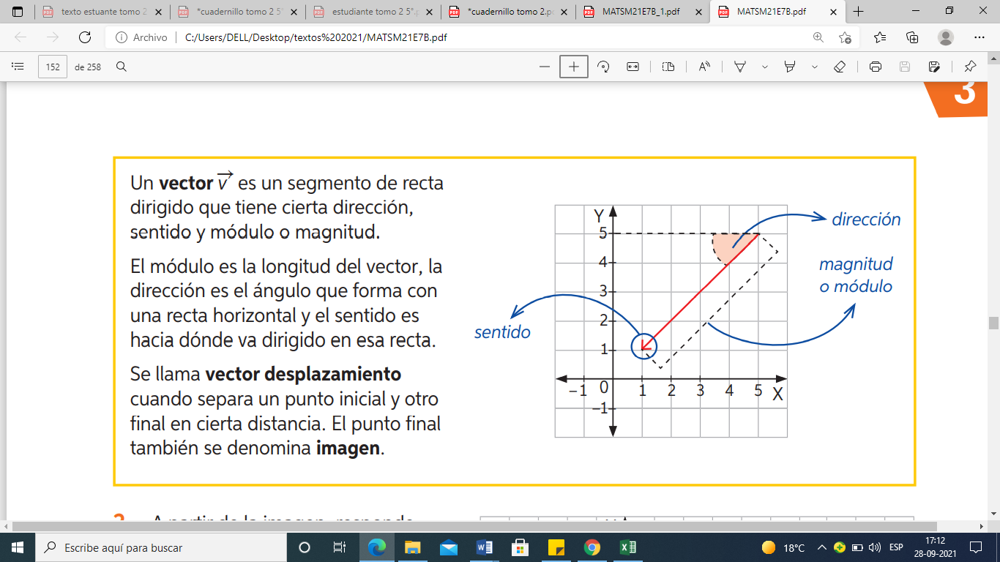 texto estuante tomo 2
*cuadernillo tomo 2 5°
estudiante tomo 2 5°.p
*cuadernillo tomo 2.p
MATSM21E7B_1.pdf
MATSM21E7B.pdf
Archivo
C:/Users/DELL/Desktop/textos%202021/MATSM21E7B.pdf
152
de 258
3
Un vector v⃗ es un segmento de recta
dirigido que tiene cierta dirección,
sentido y módulo o magnitud.
El módulo es la longitud del vector, la
dirección es el ángulo que forma con
una recta horizontal y el sentido es
hacia dónde va dirigido en esa recta.
Se llama vector desplazamiento
cuando separa un punto inicial y otro
final en cierta distancia. El punto final
también se denomina imagen.
Y
5
4
3
2
1
0
–1
–1
1
2
3
4
5
X
dirección
magnitud
o módulo
sentido
Escribe aquí para buscar
18°C
ESP
17:12
28-09-2021